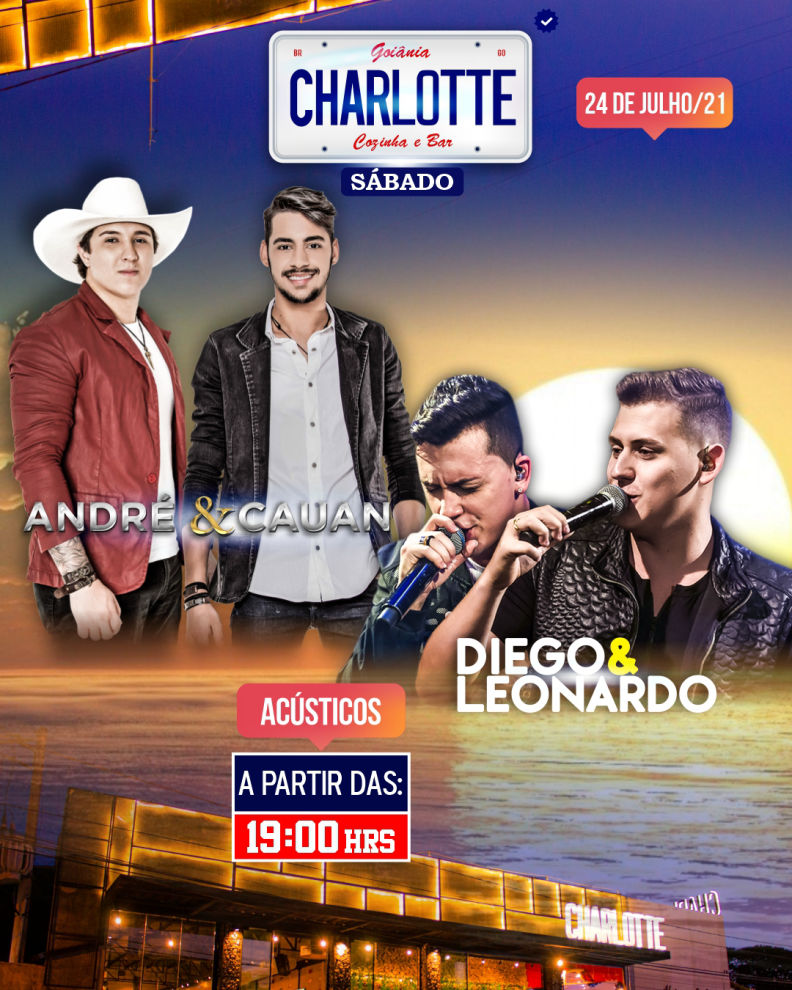 BR Goiânia GO
CHARLOTTE
Cozinha e Bar
24 DE JULHO/21
SÁBADO
ANDRÉ & CAUAN
DIEGO&
LEONARDO
ACÚSTICOS
A PARTIR DAS:
19:00 HRS
CHARLOTTE
CHARL